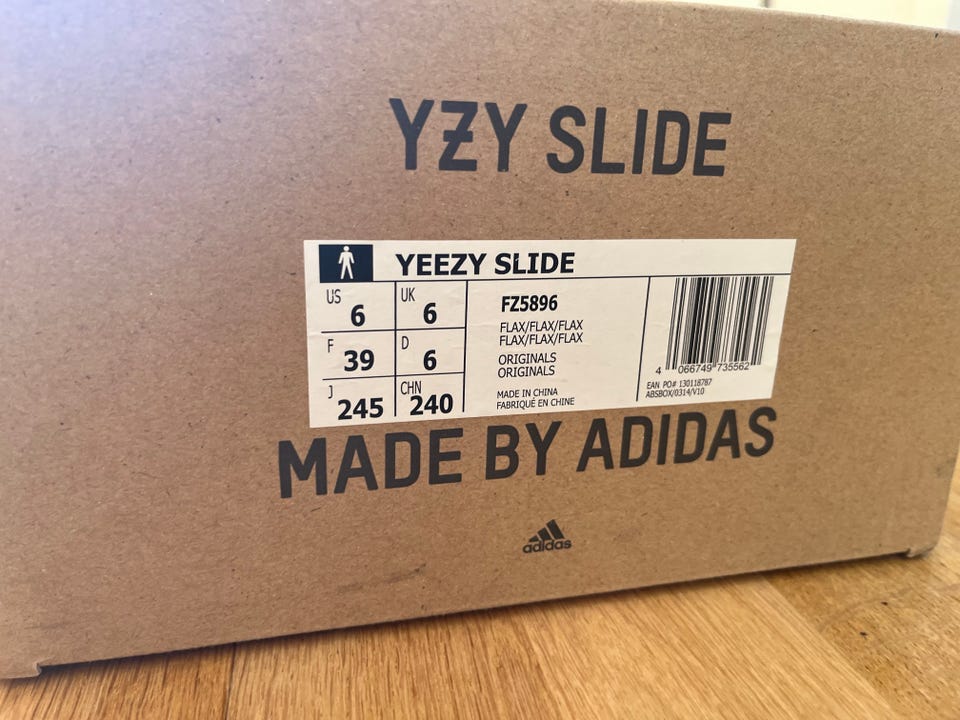 YZY SLIDE
YEEZY SLIDE
US 6 UK 6
F 39 D 6
J 245 CHN 240
FZ5896
FLAX/FLAX/FLAX
FLAX/FLAX/FLAX
ORIGINALS
ORIGINALS
MADE IN CHINA
FABRIQUÉ EN CHINE
4 066749 735562
EAN PO# 130118787
ABSBOX/0314/V10
MADE BY ADIDAS
adidas